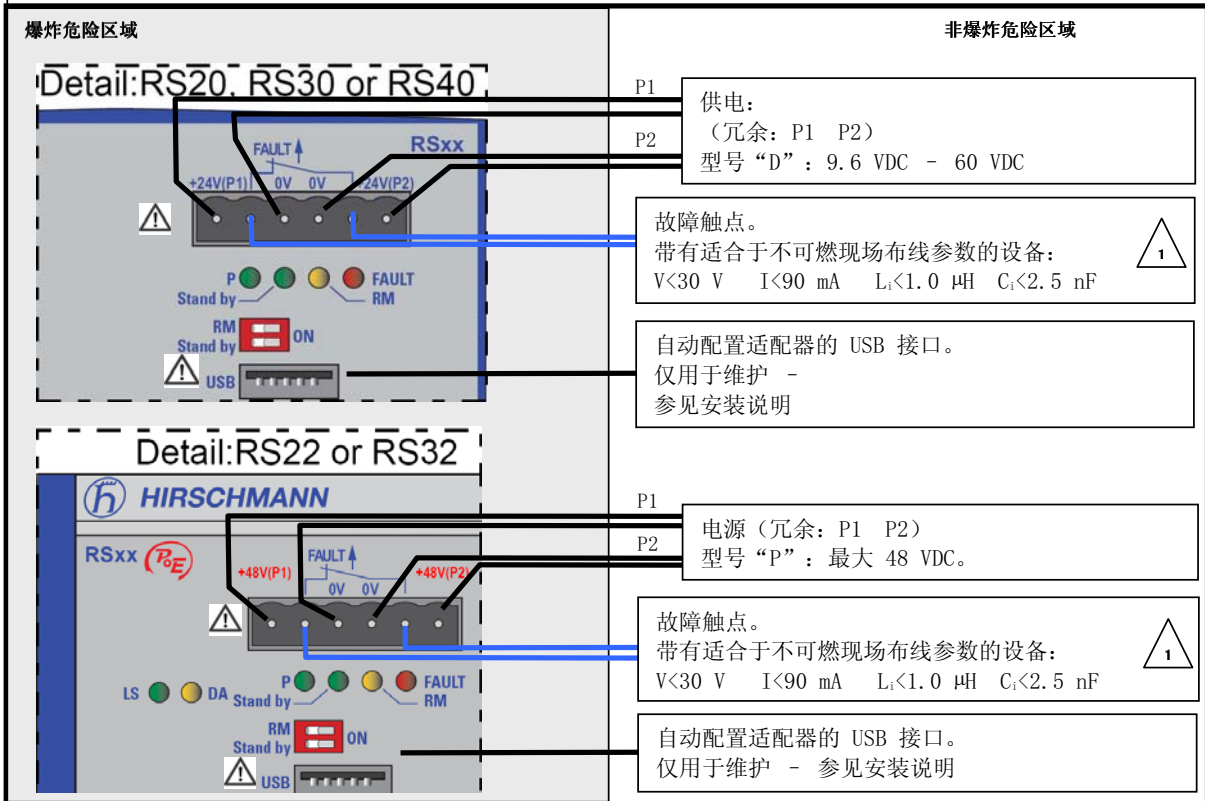 爆炸危险区域
非爆炸危险区域
Detail:RS20, RS30 or RS40
RSxx
FAULT
+24V(P1) 0V 0V +24V(P2)
P FAULT
Stand by RM
RM
Stand by ON
USB
P1
P2
供电:
(冗余: P1 P2)
型号“D”: 9.6 VDC - 60 VDC
故障触点。
带有适合于不可燃现场布线参数的设备:
V<30 V I<90 mA Lᵢ<1.0 μH Cᵢ<2.5 nF
1
自动配置适配器的 USB 接口。
仅用于维护 -
参见安装说明
Detail:RS22 or RS32
HIRSCHMANN
RSxx PoE
FAULT
+48V(P1) +48V(P2)
0V 0V
LS DA
P FAULT
Stand by RM
RM
Stand by ON
USB
P1
P2
电源(冗余: P1 P2)
型号“P”: 最大 48 VDC。
故障触点。
带有适合于不可燃现场布线参数的设备:
V<30 V I<90 mA Lᵢ<1.0 μH Cᵢ<2.5 nF
1
自动配置适配器的 USB 接口。
仅用于维护 - 参见安装说明